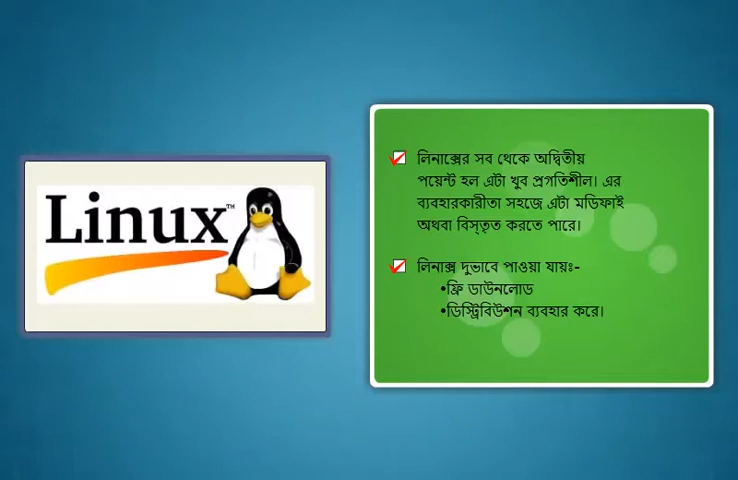 Linux™
লিনাক্সের সব থেকে অদ্বিতীয়
পয়েন্ট হল এটা খুব প্রগতিশীল। এর
ব্যবহারকারীতা সহজে এটা মডিফাই
অথবা বিস্তৃত করতে পারে।
লিনাক্স দুভাবে পাওয়া যায়ঃ-
•ফ্রি ডাউনলোড
•ডিস্ট্রিবিউশন ব্যবহার করে।